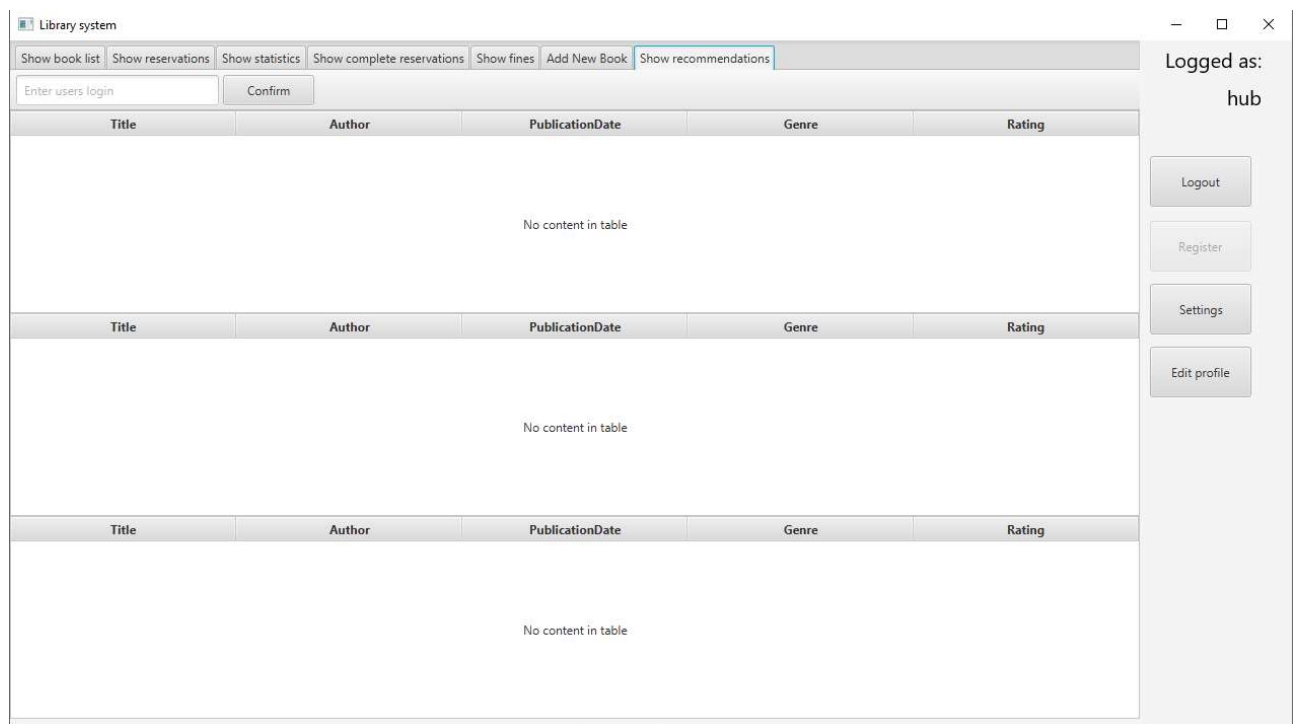 Library system
Show book list Show reservations Show statistics Show complete reservations Show fines Add New Book Show recommendations
Enter users login Confirm
Title Author PublicationDate Genre Rating
No content in table
Title Author PublicationDate Genre Rating
No content in table
Title Author PublicationDate Genre Rating
No content in table
Logged as:
hub
Logout
Register
Settings
Edit profile